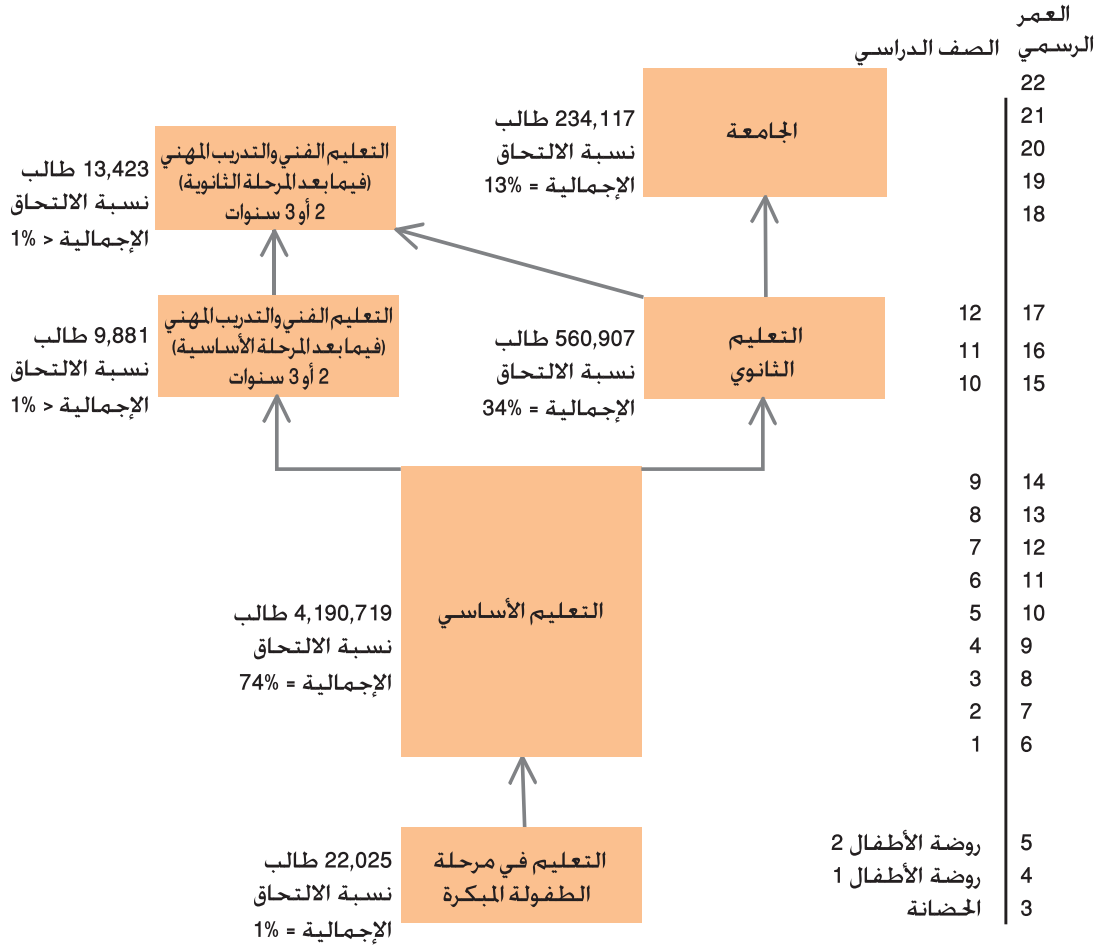 العمر
الرسمي
الصف الدراسي
22
21
20
19
18
الجامعة
234,117 طالب
نسبة الالتحاق
الإجمالية = 13%
التعليم الفني والتدريب المهني
(فيما بعد المرحلة الثانوية)
2 أو 3 سنوات
13,423 طالب
نسبة الالتحاق
الإجمالية < 1%
17 12
16 11
15 10
التعليم
الثانوي
560,907 طالب
نسبة الالتحاق
الإجمالية = 34%
التعليم الفني والتدريب المهني
(فيما بعد المرحلة الأساسية)
2 أو 3 سنوات
9,881 طالب
نسبة الالتحاق
الإجمالية < 1%
14 9
13 8
12 7
11 6
10 5
9 4
8 3
7 2
6 1
التعليم الأساسي
4,190,719 طالب
نسبة الالتحاق
الإجمالية = 74%
5 روضة الأطفال 2
4 روضة الأطفال 1
3 الحضانة
التعليم في مرحلة
الطفولة المبكرة
22,025 طالب
نسبة الالتحاق
الإجمالية = 1%